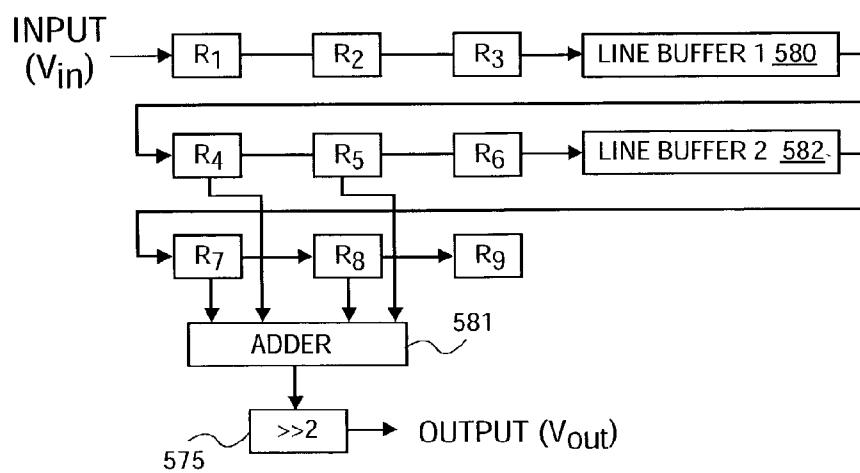 INPUT
(Vin)
R1
R2
R3
LINE BUFFER 1 580
R4
R5
R6
LINE BUFFER 2 582
R7
R8
R9
ADDER
581
>>2
575
OUTPUT (Vout)